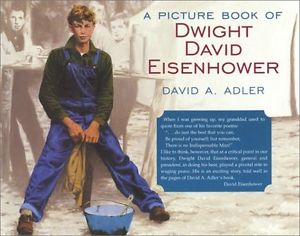 A PICTURE BOOK OF
DWIGHT
DAVID
EISENHOWER
DAVID A. ADLER
When I was growing up, my granddad used to
quote from one of his favorite poems:
". . . do just the best that you can,
Be proud of yourself, but remember,
There is no Indispensable Man!"
I like to think, however, that at a critical point in our
history, Dwight David Eisenhower, general and
president, in doing his best, played a pivotal role in
waging peace. His is an exciting story, told well in
the pages of David A. Adler's book.
David Eisenhower